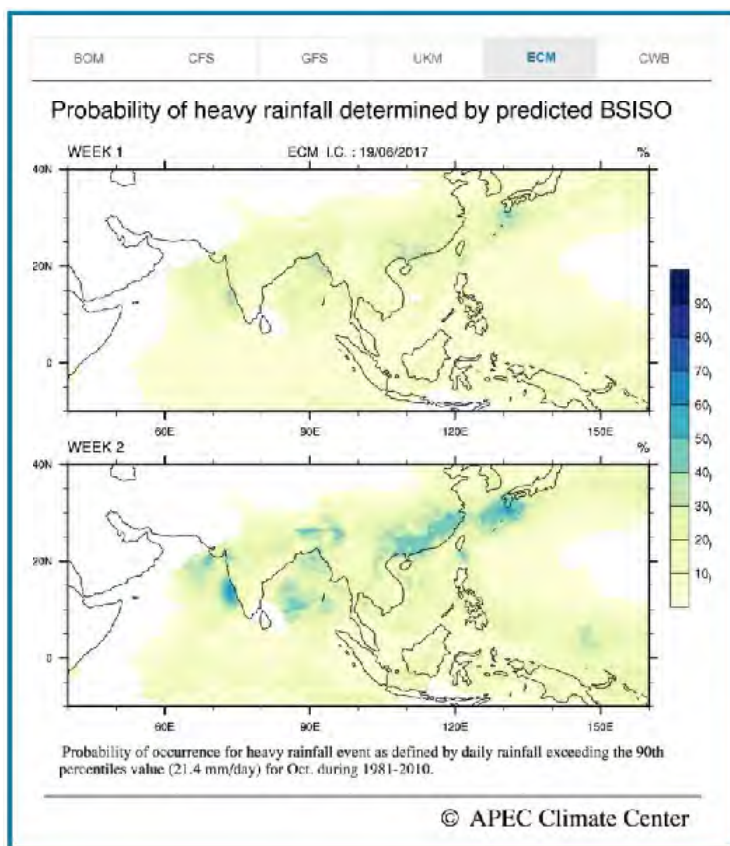 BOM CFS GFS UKM ECM CWB
Probability of heavy rainfall determined by predicted BSISO
WEEK 1 ECM I.C. : 19/06/2017 %
40N
20N
0
60E 90E 120E 150E
WEEK 2 %
40N
20N
0
60E 90E 120E 150E
90
80
70
60
50
40
30
20
10
Probability of occurrence for heavy rainfall event as defined by daily rainfall exceeding the 90th
percentiles value (21.4 mm/day) for Oct. during 1981-2010.
© APEC Climate Center